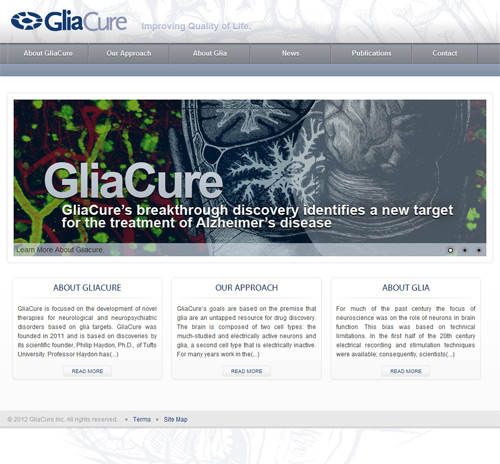 GliaCure Improving Quality of Life.
About GliaCure Our Approach About Glia News Publications Contact
GliaCure
GliaCure's breakthrough discovery identifies a new target
for the treatment of Alzheimer's disease
Learn More About Gliacure.
ABOUT GLIACURE
GliaCure is focused on the development of novel
therapies for neurological and neuropsychiatric
disorders based on glia targets. GliaCure was
founded in 2011 and is based on discoveries by
its scientific founder, Philip Haydon, Ph.D., of Tufts
University. Professor Haydon has(...)
READ MORE
OUR APPROACH
GliaCure's goals are based on the premise that
glia are an untapped resource for drug discovery.
The brain is composed of two cell types: the
much-studied and electrically active neurons and
glia, a second cell type that is electrically inactive.
For many years work in the(...)
READ MORE
ABOUT GLIA
For much of the past century the focus of
neuroscience was on the role of neurons in brain
function. This bias was based on technical
limitations. In the first half of the 20th century
electrical recording and stimulation techniques
were available; consequently, scientists(...)
READ MORE
© 2012 GliaCure Inc. All rights reserved. • Terms • Site Map